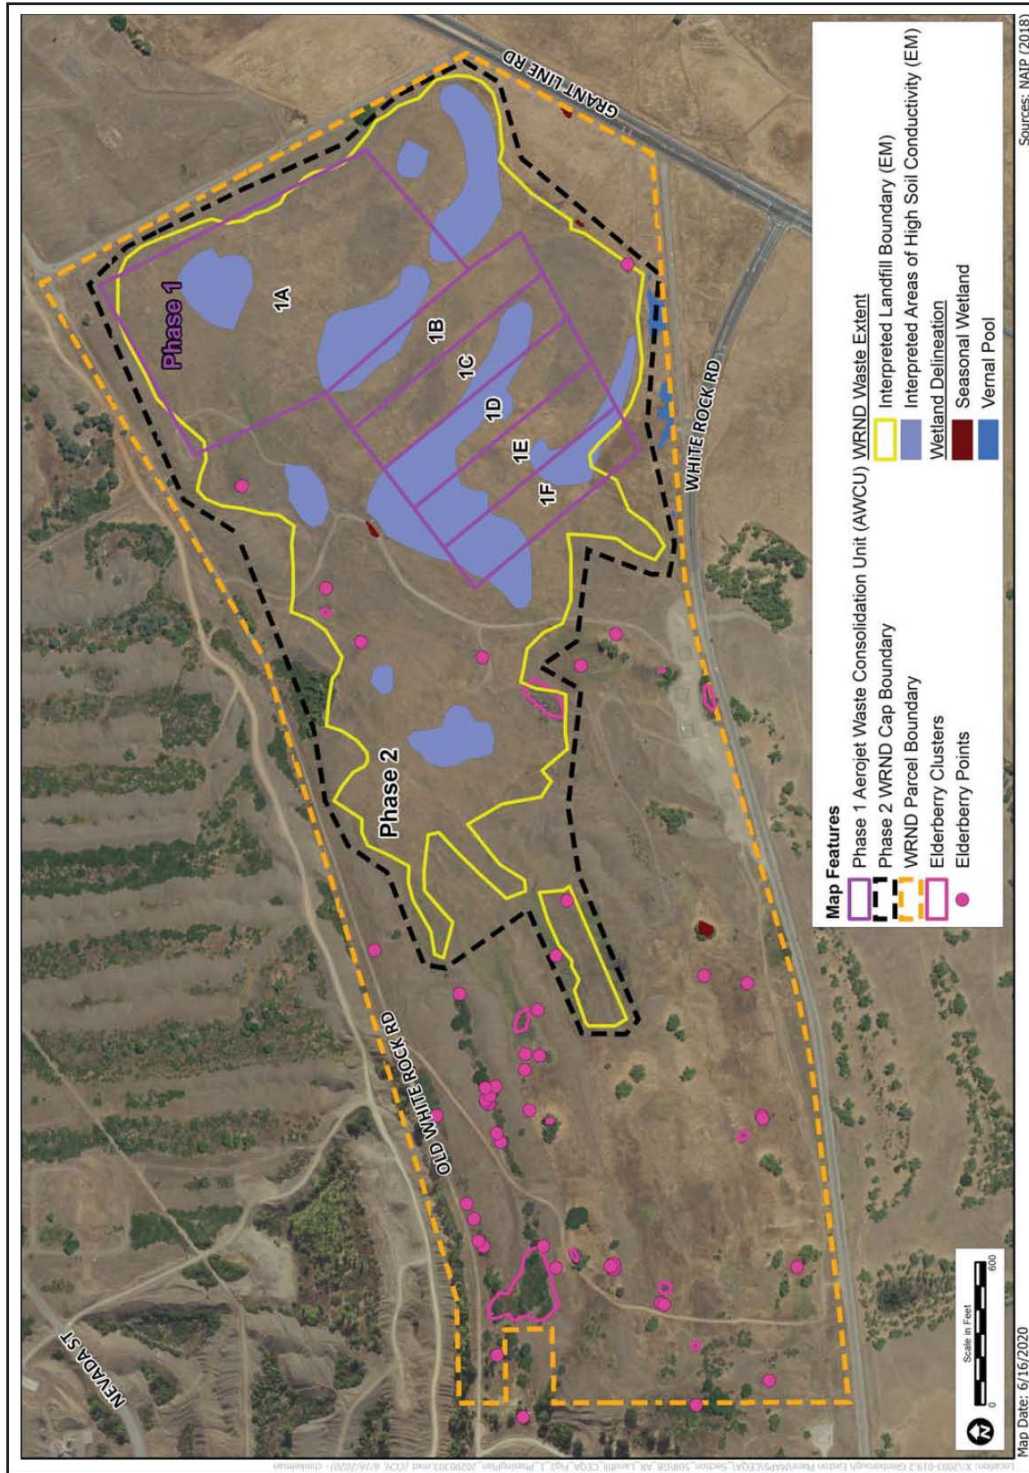 NEVADA ST
OLD WHITE ROCK RD
GRANT LINE RD
WHITE ROCK RD
Phase 1
1A
1B
1C
1D
1E
1F
Phase 2
Map Features
Phase 1 Aerojet Waste Consolidation Unit (AWCU)
Phase 2 WRND Cap Boundary
WRND Parcel Boundary
Elderberry Clusters
Elderberry Points
WRND Waste Extent
Interpreted Landfill Boundary (EM)
Interpreted Areas of High Soil Conductivity (EM)
Wetland Delineation
Seasonal Wetland
Vernal Pool
N
Scale in Feet
0 600
Map Date: 6/16/2020
Sources: NAIP (2018)